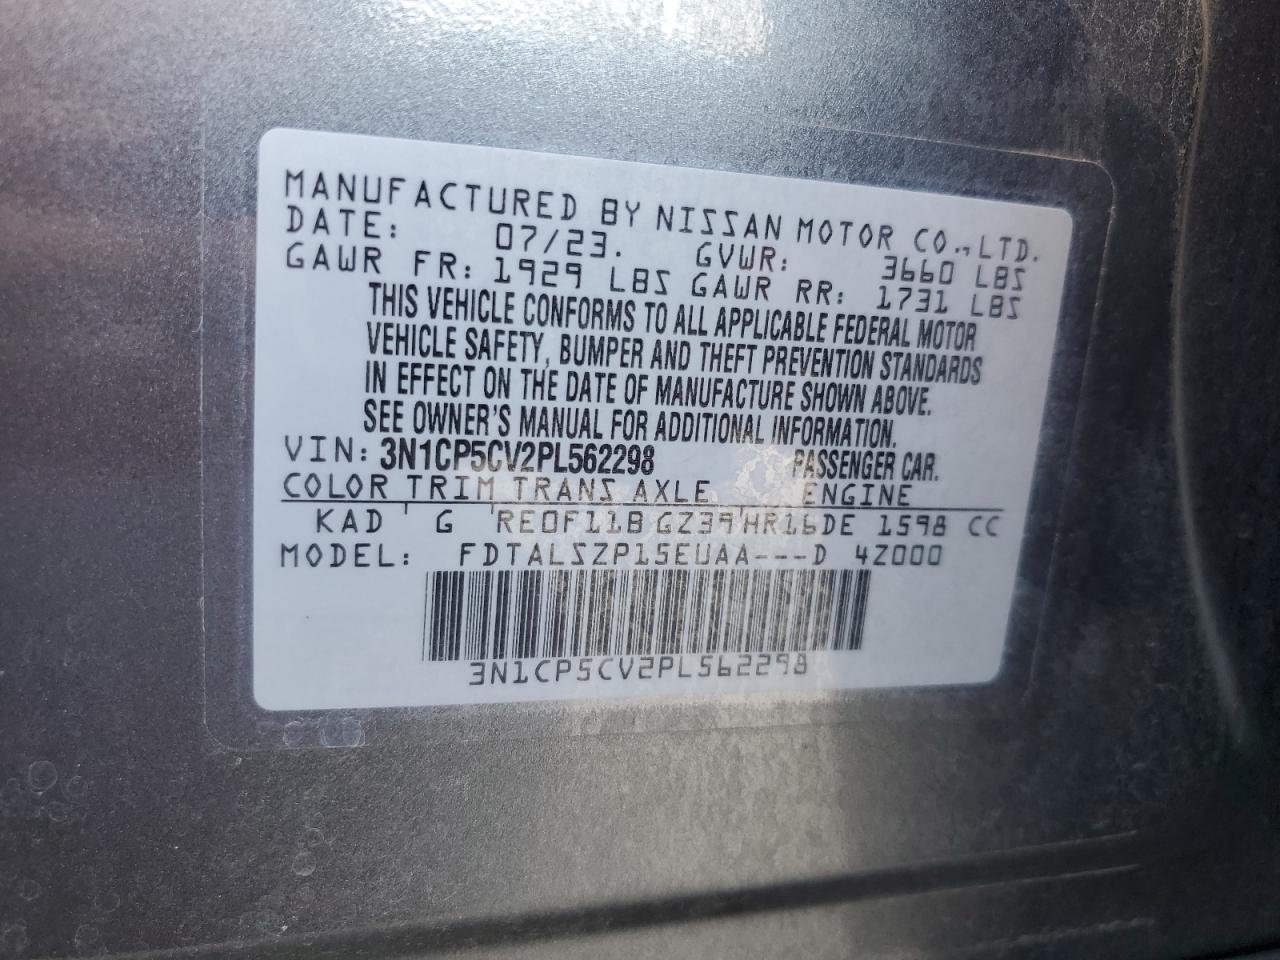 MANUFACTURED BY NISSAN MOTOR CO.,LTD.
DATE: 07/23. GVWR: 3660 LBS
GAWR FR: 1929 LBS GAWR RR: 1731 LBS
THIS VEHICLE CONFORMS TO ALL APPLICABLE FEDERAL MOTOR
VEHICLE SAFETY, BUMPER AND THEFT PREVENTION STANDARDS
IN EFFECT ON THE DATE OF MANUFACTURE SHOWN ABOVE.
SEE OWNER'S MANUAL FOR ADDITIONAL INFORMATION.
VIN: 3N1CP5CV2PL562298 PASSENGER CAR.
COLOR TRIM TRANS AXLE ENGINE
KAD G RE0F11B GZ39 HR16DE 1598 CC
MODEL: FDTALSZP15EUAA---D 4Z000
3N1CP5CV2PL562298